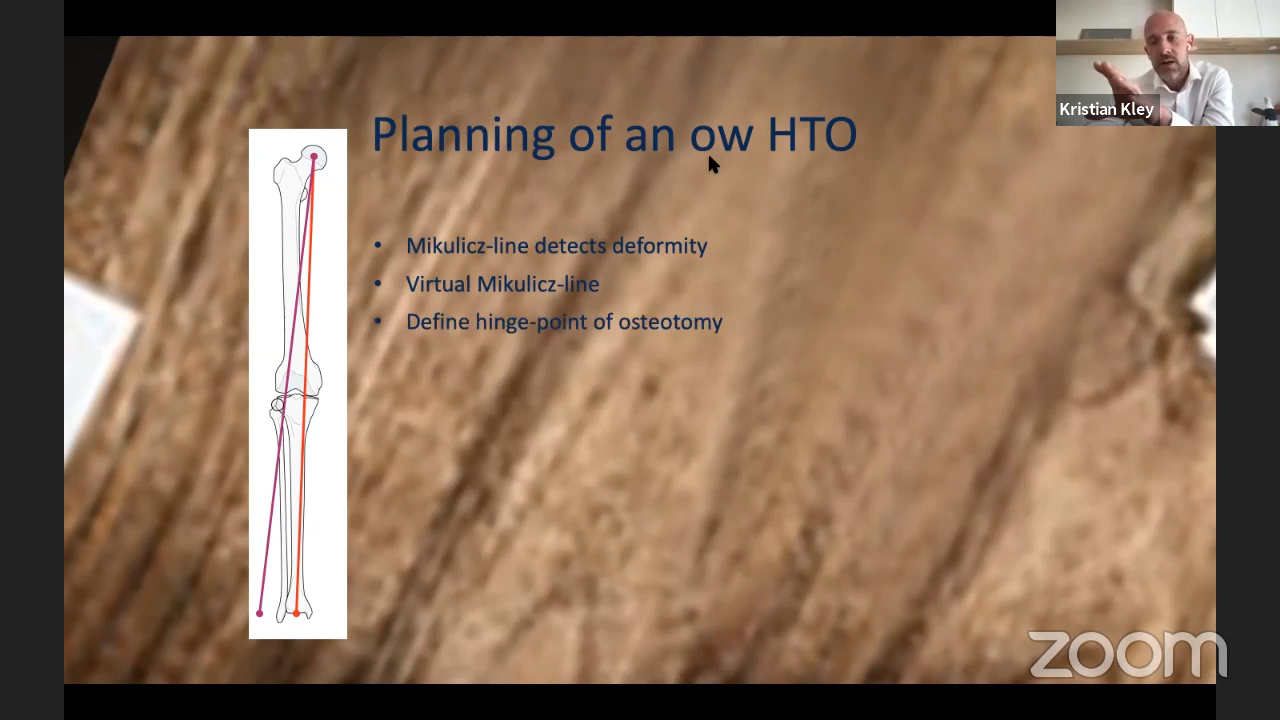 Kristian Kley
Planning of an ow HTO
• Mikulicz-line detects deformity
• Virtual Mikulicz-line
• Define hinge-point of osteotomy
zoom